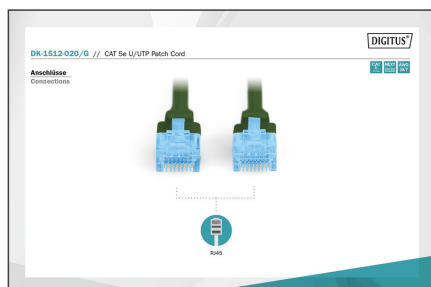 DIGITUS®
DK-1512-020/G // CAT 5e U/UTP Patch Cord
Anschlüsse
Connections
RJ45